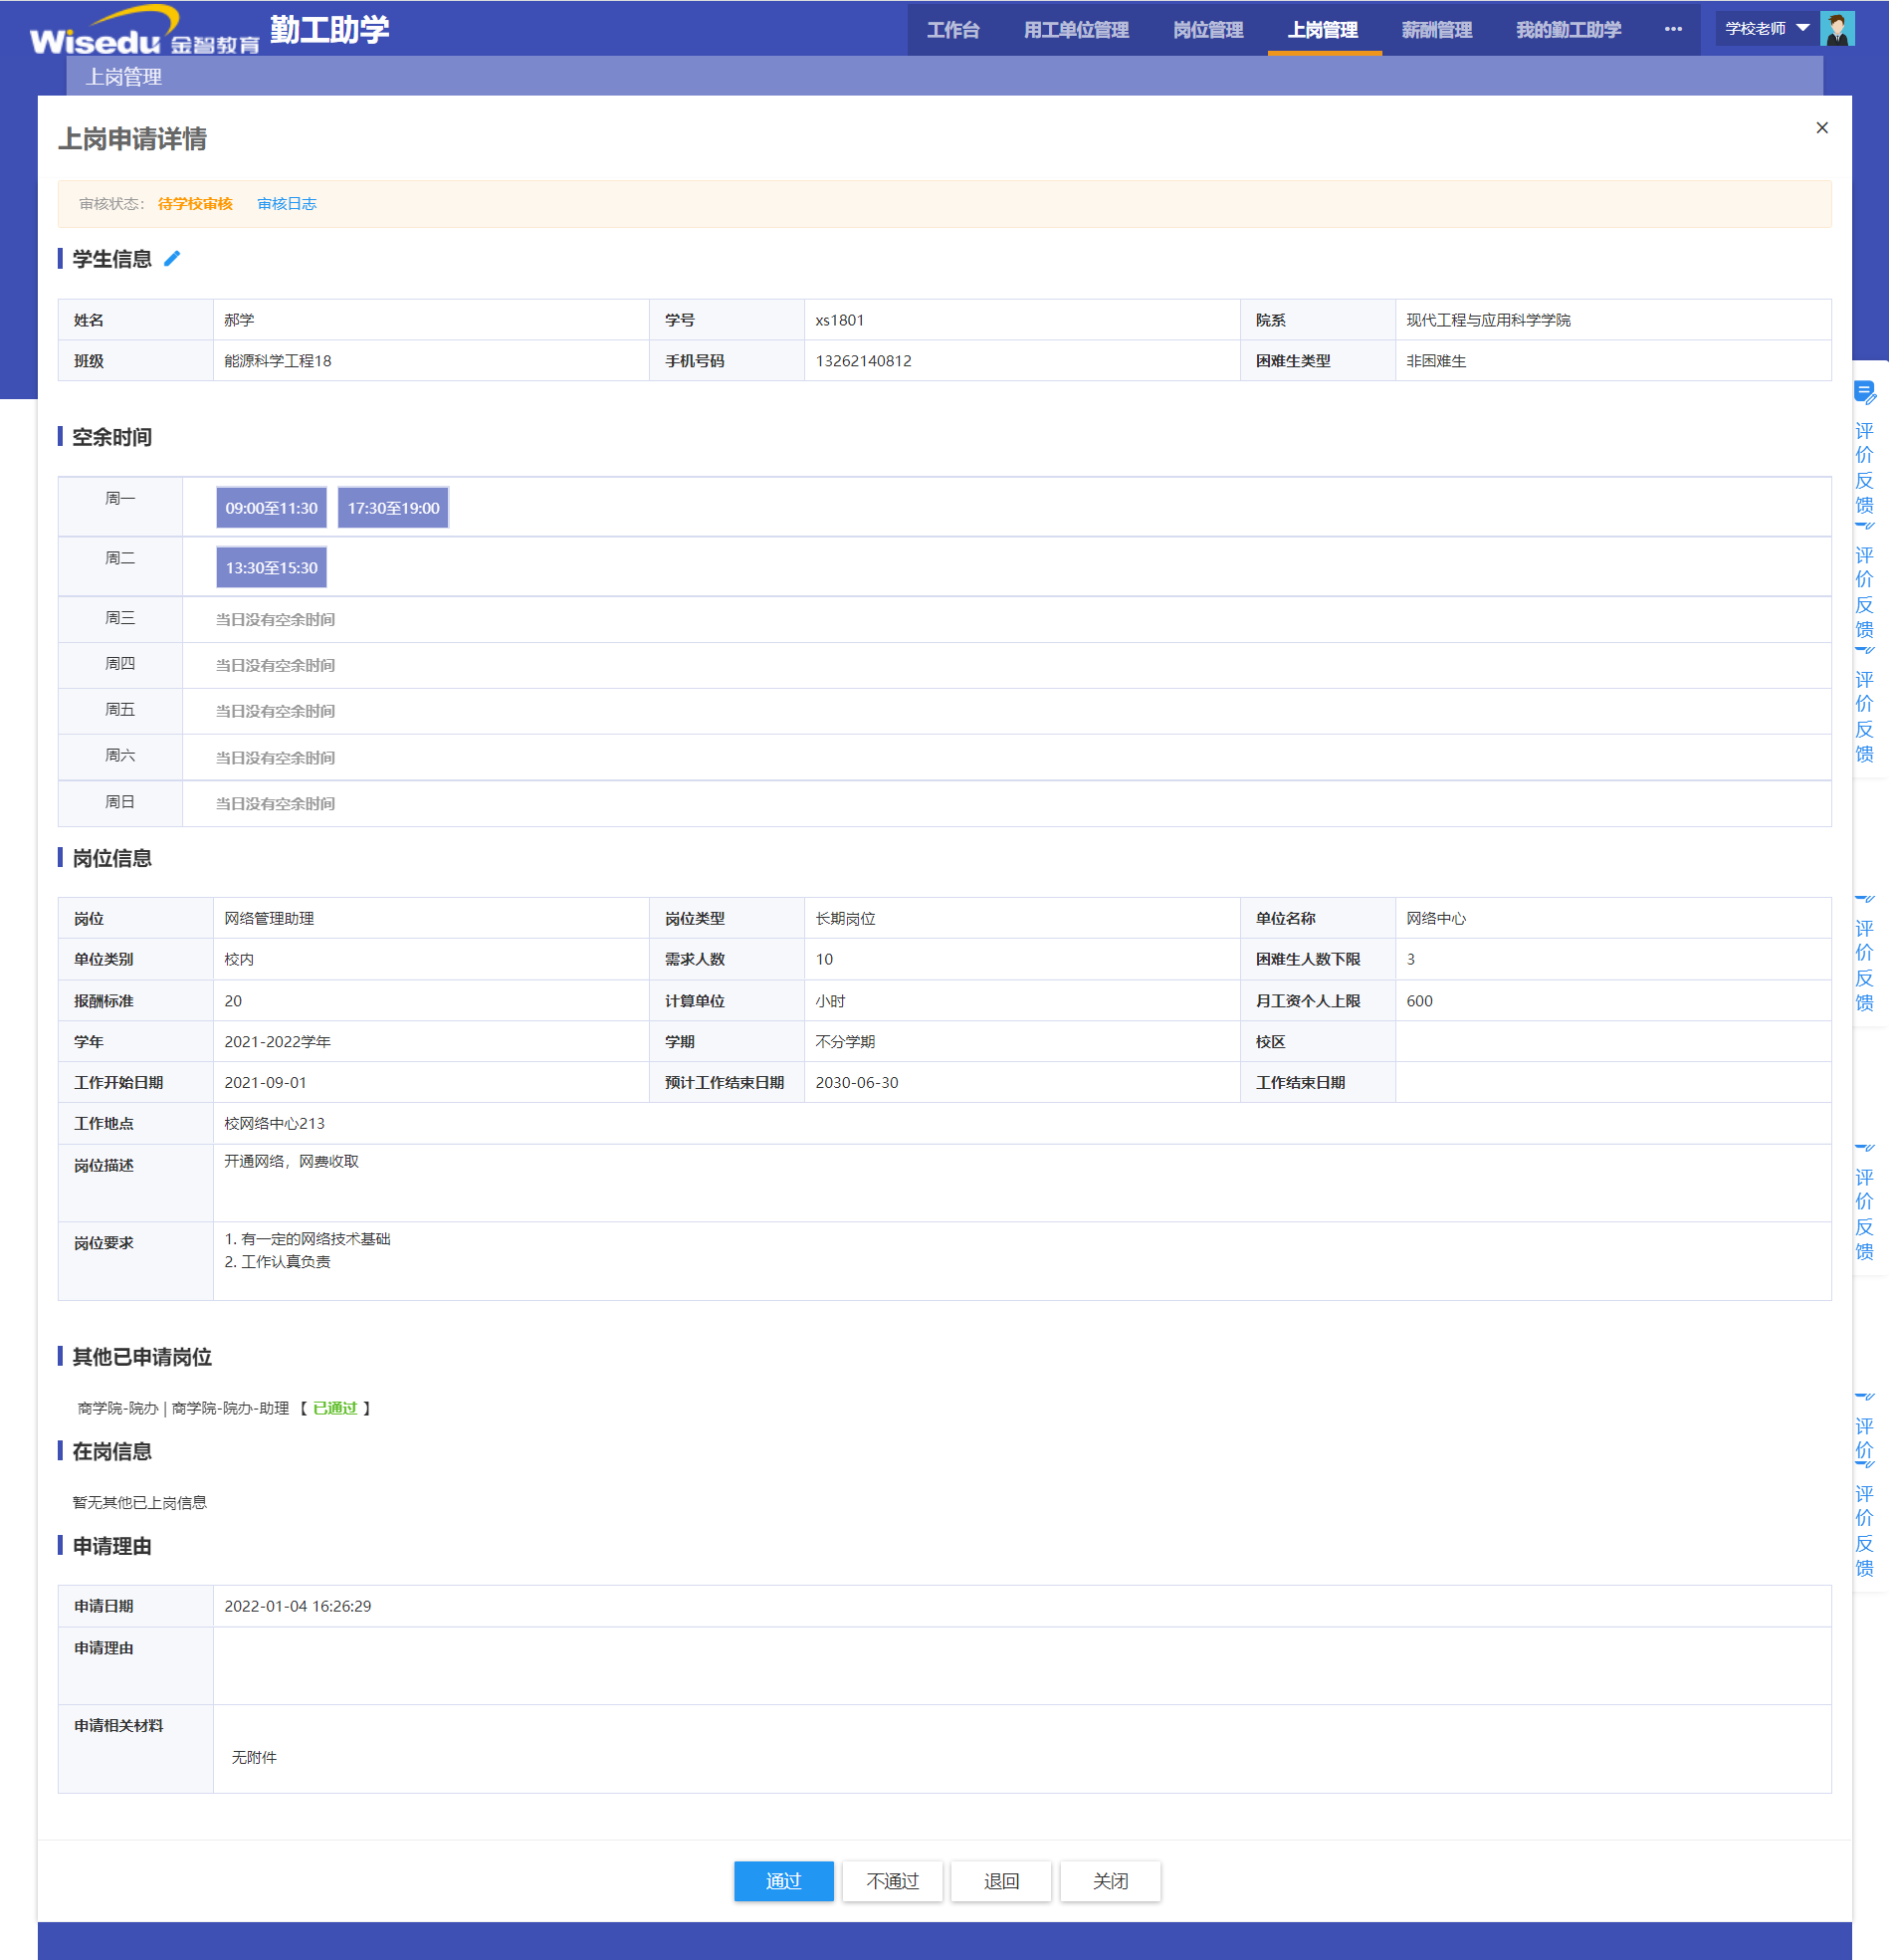 Wisedu 金智教育 勤工助学 工作台 用工单位管理 岗位管理 上岗管理 薪酬管理 我的勤工助学 ··· 学校老师
上岗管理
上岗申请详情 ×
审核状态： 待学校审核 审核日志
学生信息
姓名 郝学 学号 xs1801 院系 现代工程与应用科学学院
班级 能源科学工程18 手机号码 13262140812 困难生类型 非困难生
空余时间
周一 09:00至11:30 17:30至19:00
周二 13:30至15:30
周三 当日没有空余时间
周四 当日没有空余时间
周五 当日没有空余时间
周六 当日没有空余时间
周日 当日没有空余时间
岗位信息
岗位 网络管理助理 岗位类型 长期岗位 单位名称 网络中心
单位类别 校内 需求人数 10 困难生人数下限 3
报酬标准 20 计算单位 小时 月工资个人上限 600
学年 2021-2022学年 学期 不分学期 校区
工作开始日期 2021-09-01 预计工作结束日期 2030-06-30 工作结束日期
工作地点 校网络中心213
岗位描述 开通网络，网费收取
岗位要求 1. 有一定的网络技术基础
2. 工作认真负责
其他已申请岗位
商学院-院办 | 商学院-院办-助理 【 已通过 】
在岗信息
暂无其他已上岗信息
申请理由
申请日期 2022-01-04 16:26:29
申请理由
申请相关材料 无附件
通过 不通过 退回 关闭
评价反馈
评价反馈
评价反馈
评价反馈
评价反馈
评价
评价反馈